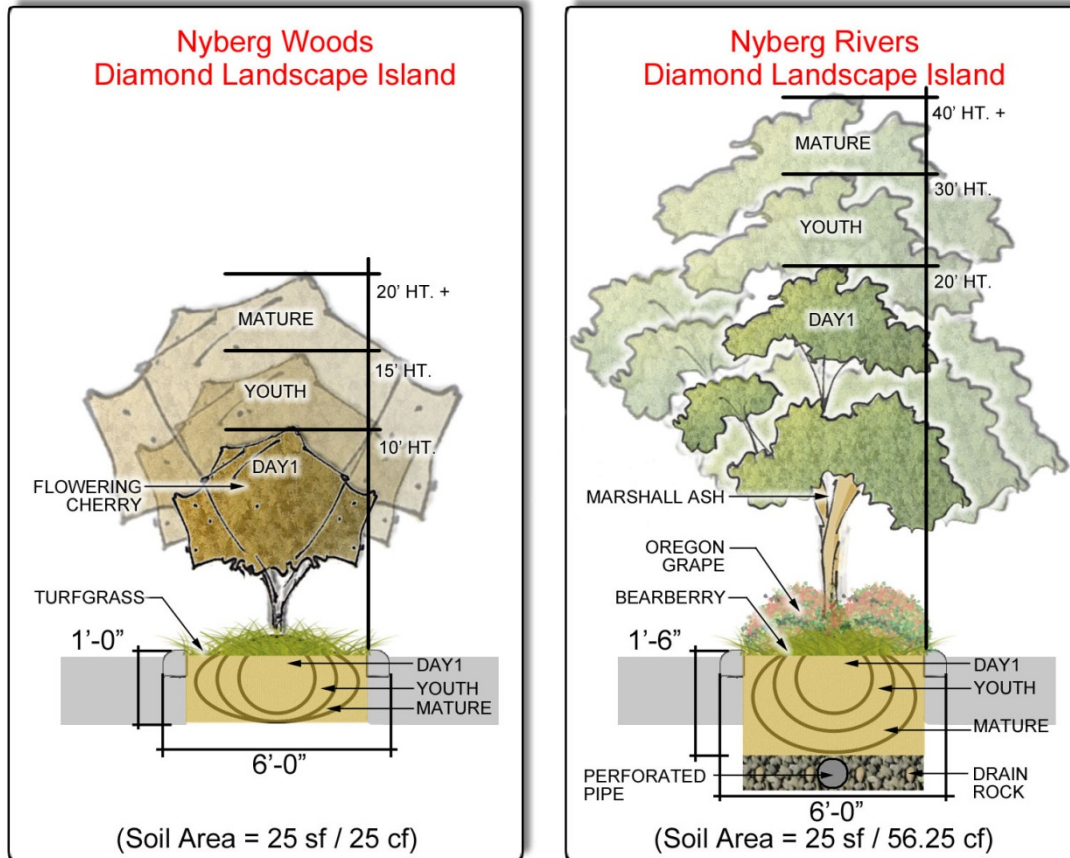 Nyberg Woods
Diamond Landscape Island
20’ HT. +
MATURE
15’ HT.
YOUTH
10’ HT.
DAY1
FLOWERING
CHERRY
TURFGRASS
1’-0”
DAY1
YOUTH
MATURE
6’-0”
(Soil Area = 25 sf / 25 cf)
Nyberg Rivers
Diamond Landscape Island
40’ HT. +
MATURE
30’ HT.
YOUTH
20’ HT.
DAY1
MARSHALL ASH
OREGON
GRAPE
BEARBERRY
1’-6”
DAY1
YOUTH
MATURE
PERFORATED
PIPE
DRAIN
ROCK
6’-0”
(Soil Area = 25 sf / 56.25 cf)